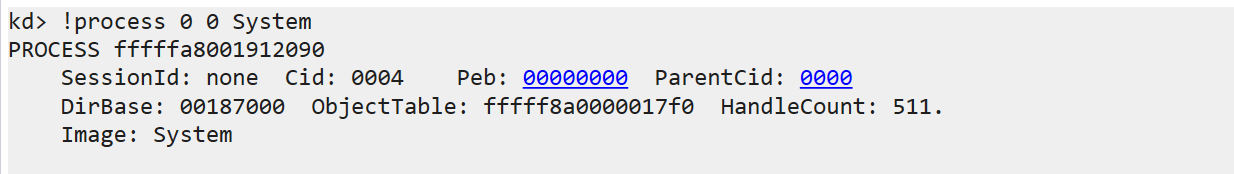 kd> !process 0 0 System
PROCESS fffffa8001912090
    SessionId: none  Cid: 0004    Peb: 00000000  ParentCid: 0000
    DirBase: 00187000  ObjectTable: fffff8a0000017f0  HandleCount: 511.
    Image: System